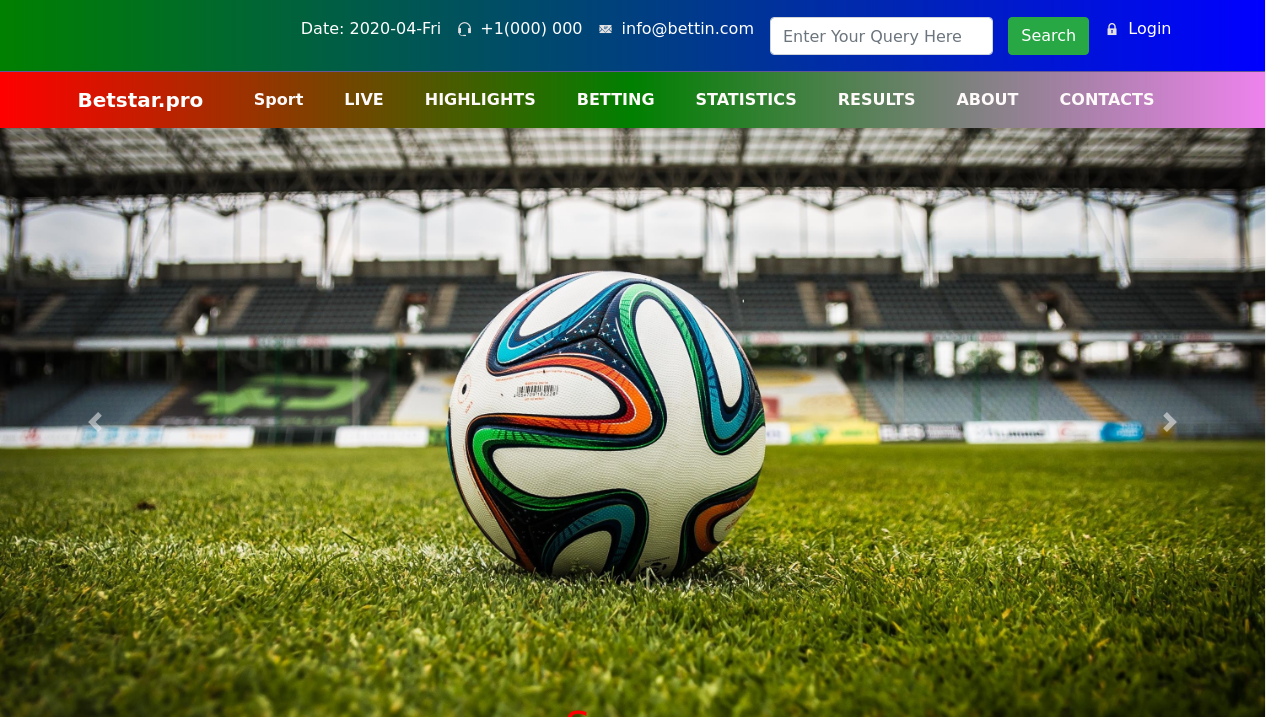 Date: 2020-04-Fri +1(000) 000 info@bettin.com Enter Your Query Here Search Login
Betstar.pro Sport LIVE HIGHLIGHTS BETTING STATISTICS RESULTS ABOUT CONTACTS